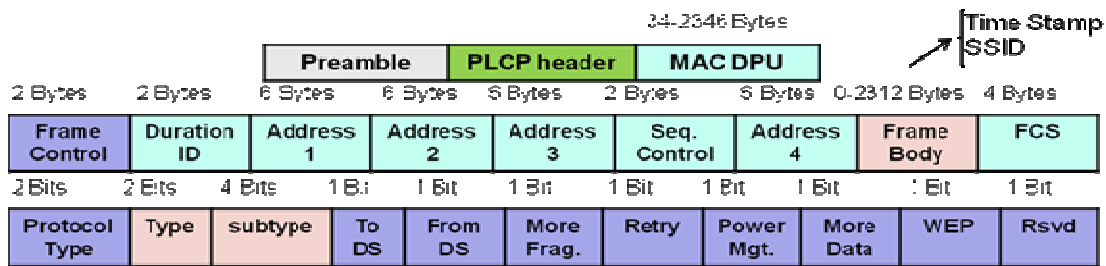 34-2346 Bytes
Time Stamp
SSID
Preamble PLCP header MAC DPU
2 Bytes 2 Bytes 6 Bytes 6 Bytes 6 Bytes 2 Bytes 6 Bytes 0-2312 Bytes 4 Bytes
Frame Control Duration ID Address 1 Address 2 Address 3 Seq. Control Address 4 Frame Body FCS
2 Bits 2 Bits 4 Bits 1 Bit 1 Bit 1 Bit 1 Bit 1 Bit 1 Bit 1 Bit 1 Bit
Protocol Type Type subtype To DS From DS More Frag. Retry Power Mgt. More Data WEP Rsvd